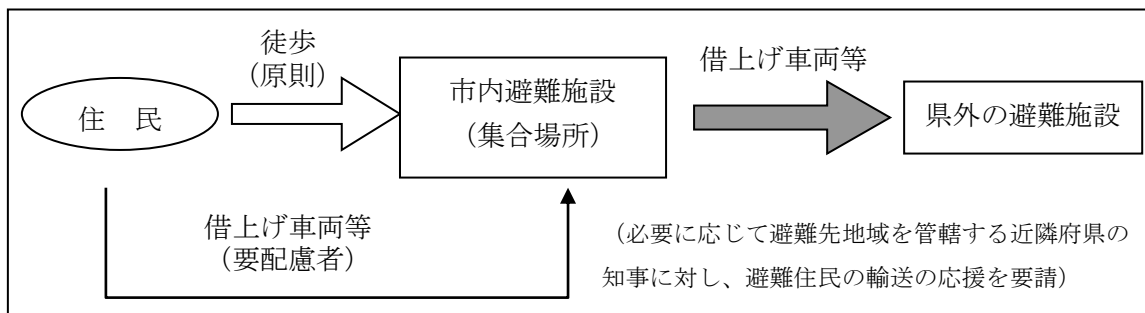 住　民
徒歩
（原則）
市内避難施設
（集合場所）
借上げ車両等
県外の避難施設
借上げ車両等
（要配慮者）
（必要に応じて避難先地域を管轄する近隣府県の
知事に対し、避難住民の輸送の応援を要請）